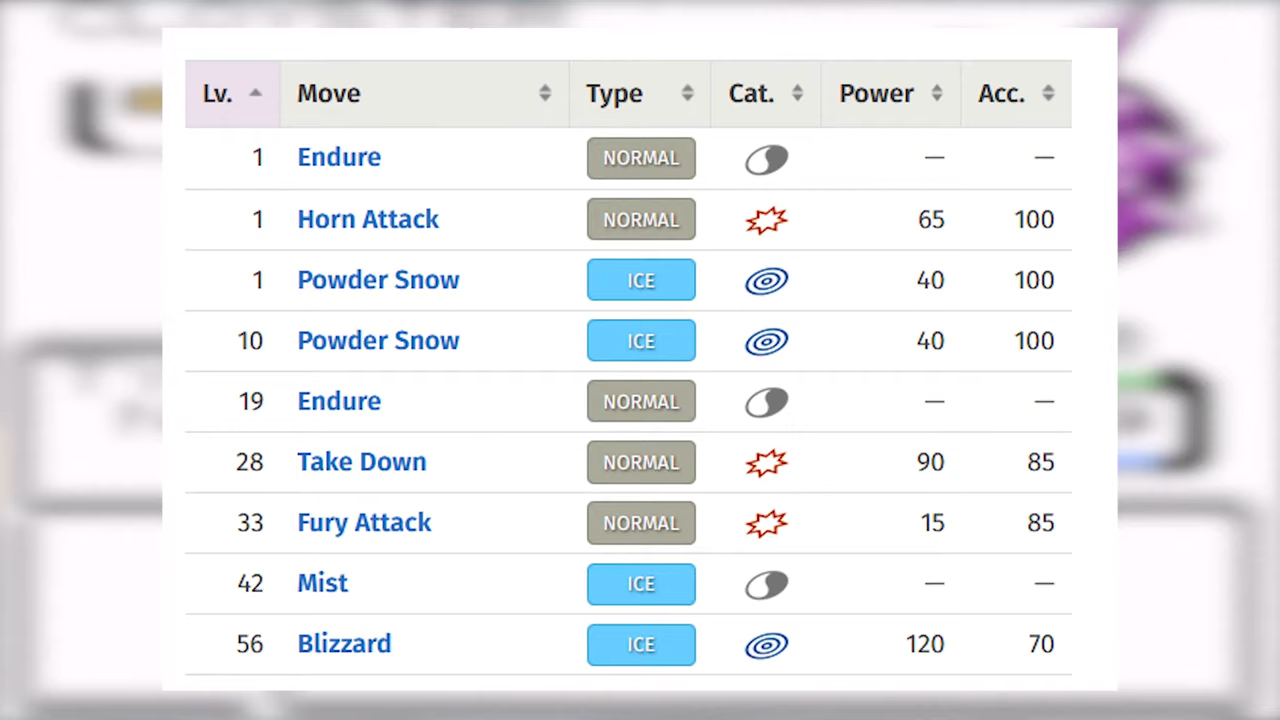 Lv. Move Type Cat. Power Acc.
1 Endure NORMAL — —
1 Horn Attack NORMAL 65 100
1 Powder Snow ICE 40 100
10 Powder Snow ICE 40 100
19 Endure NORMAL — —
28 Take Down NORMAL 90 85
33 Fury Attack NORMAL 15 85
42 Mist ICE — —
56 Blizzard ICE 120 70